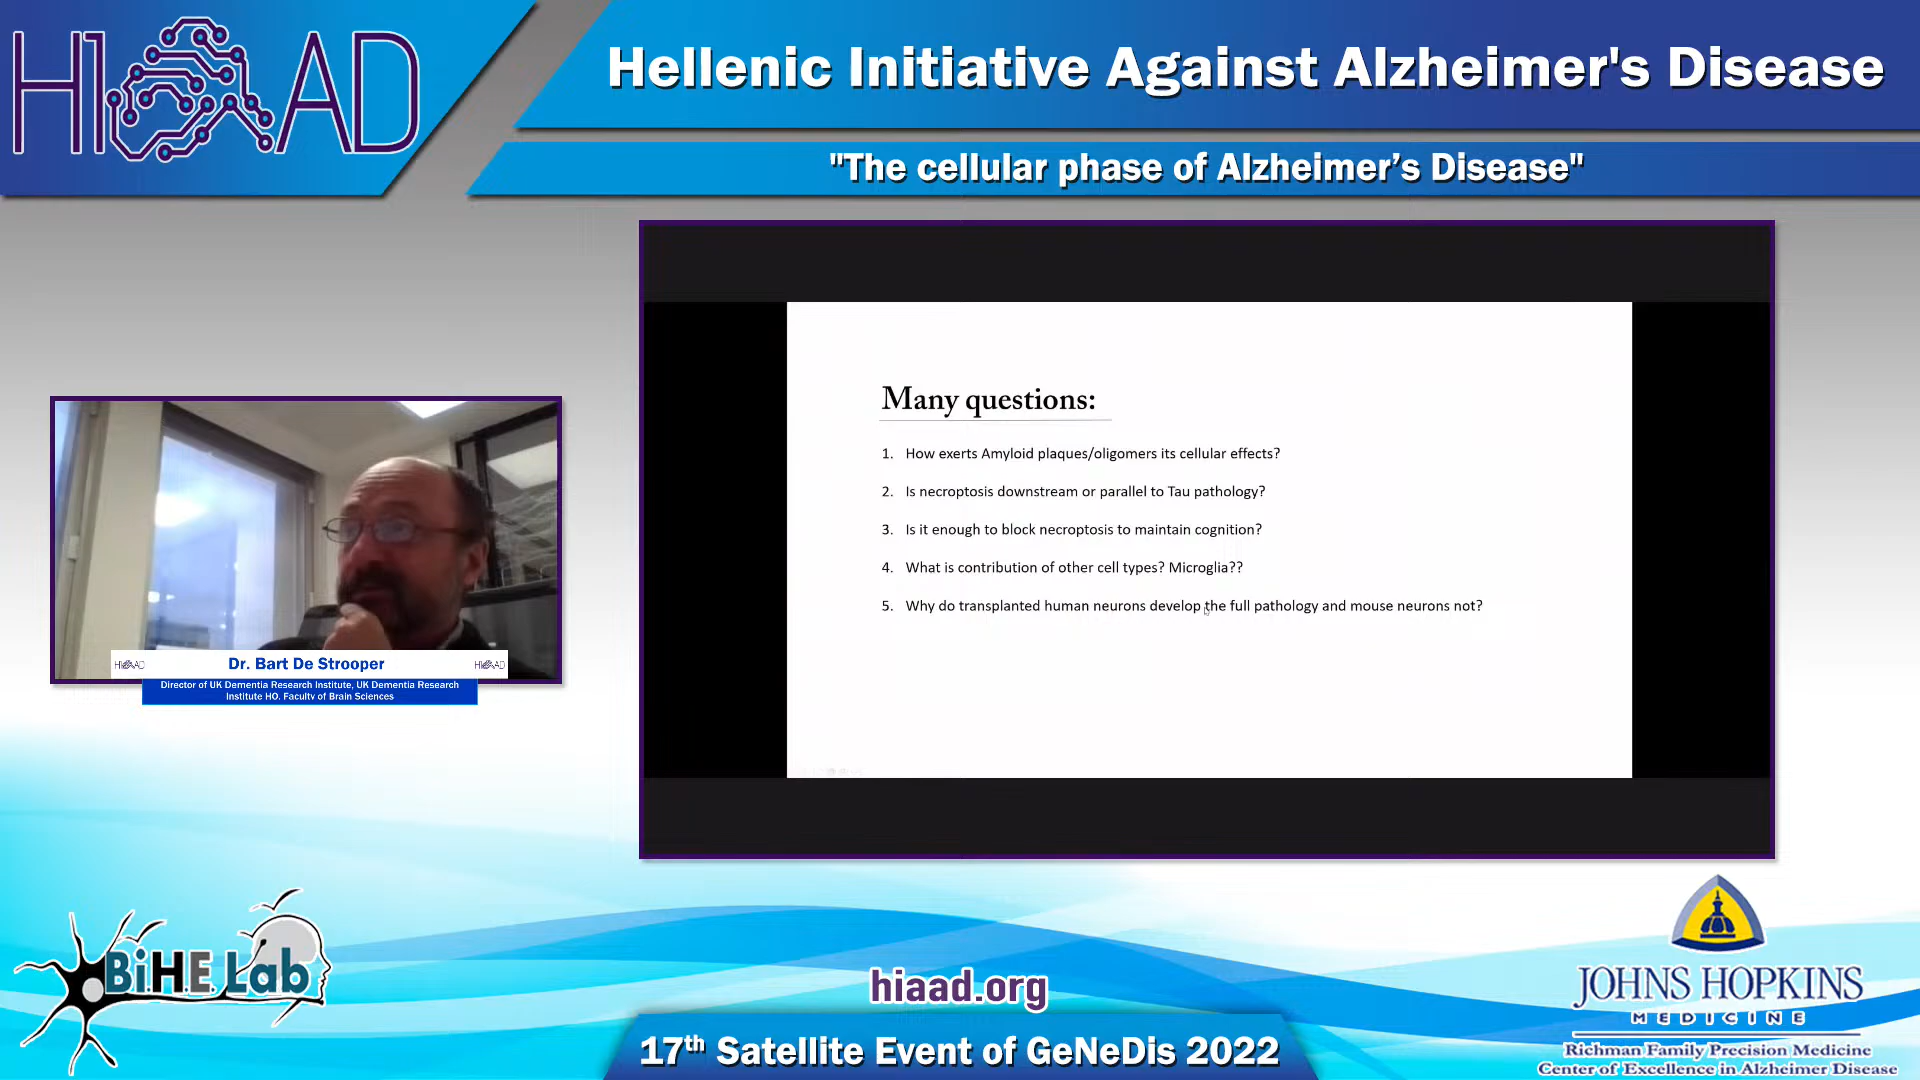 HIAAD
Hellenic Initiative Against Alzheimer's Disease
"The cellular phase of Alzheimer’s Disease"
Many questions:
1. How exerts Amyloid plaques/oligomers its cellular effects?
2. Is necroptosis downstream or parallel to Tau pathology?
3. Is it enough to block necroptosis to maintain cognition?
4. What is contribution of other cell types? Microglia??
5. Why do transplanted human neurons develop the full pathology and mouse neurons not?
HIAAD
Dr. Bart De Strooper
HIAAD
Director of UK Dementia Research Institute, UK Dementia Research
Institute HO. Faculty of Brain Sciences
BiHE Lab
hiaad.org
17th Satellite Event of GeNeDis 2022
JOHNS HOPKINS
MEDICINE
Richman Family Precision Medicine
Center of Excellence in Alzheimer Disease